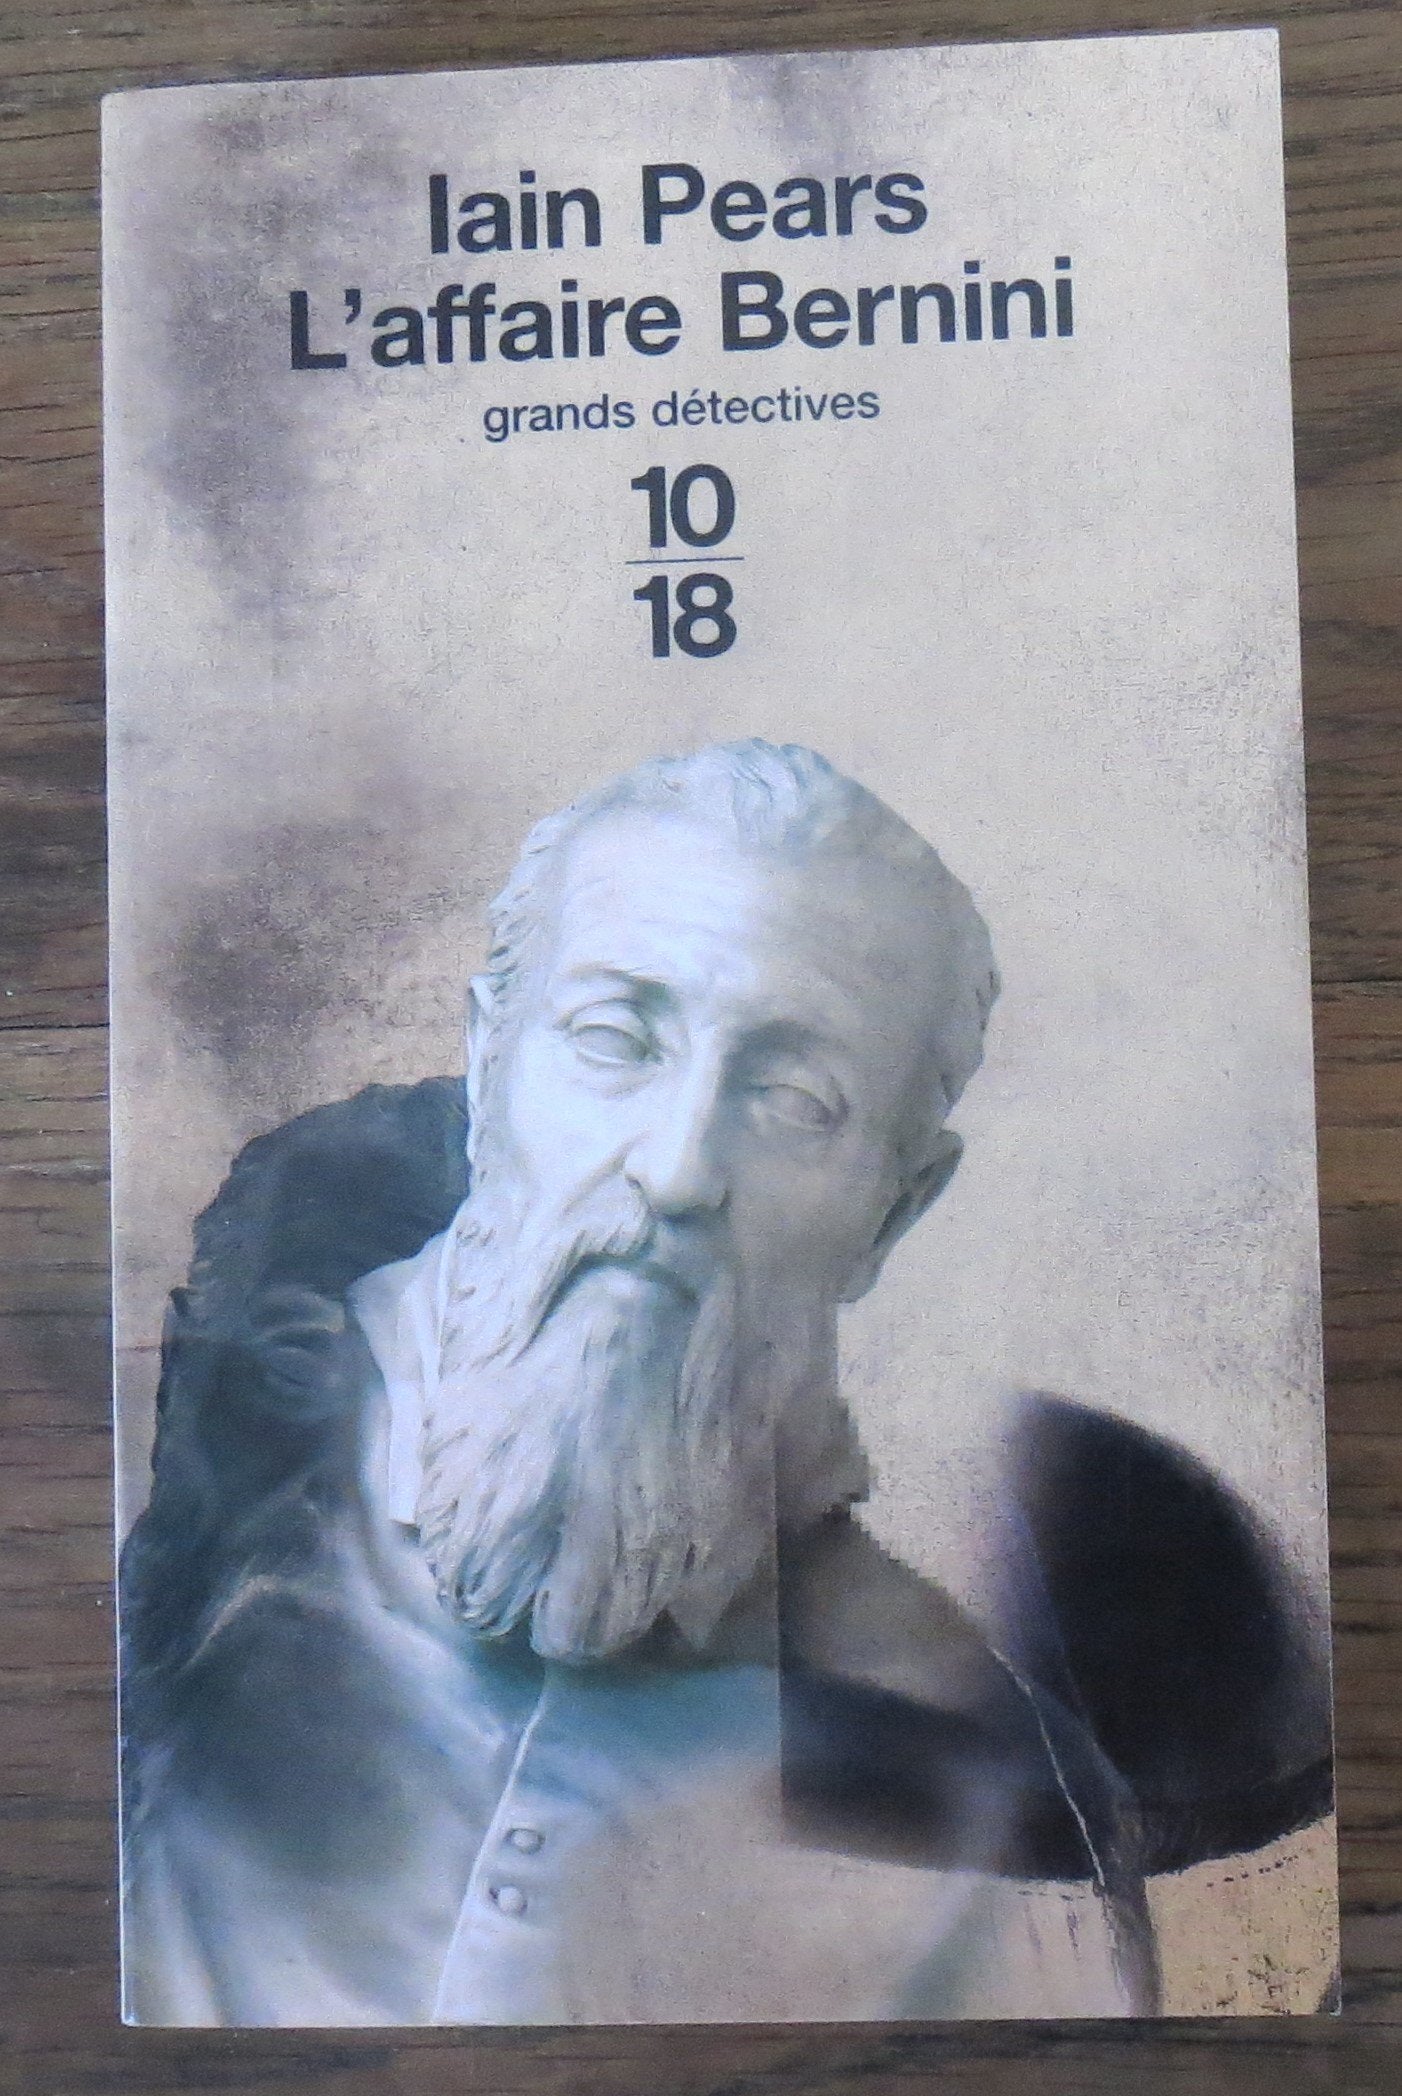 Iain Pears
L'affaire Bernini
grands détectives
10
18